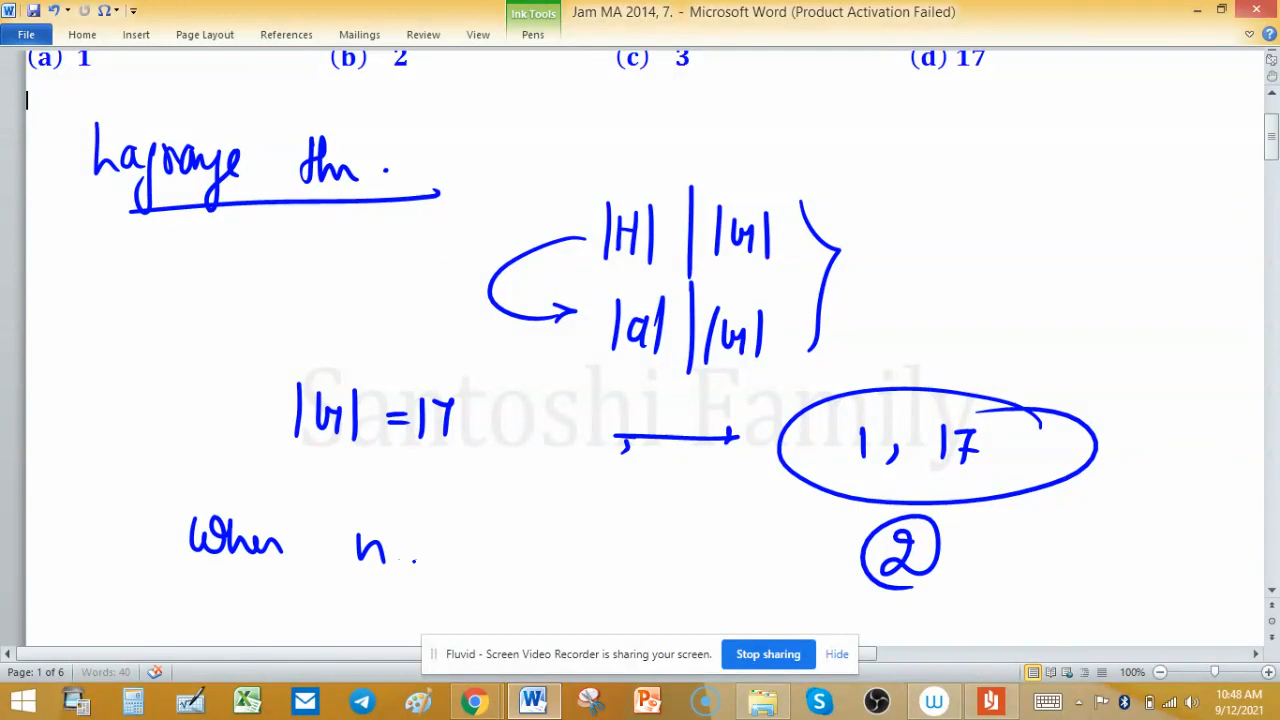 Jam MA 2014, 7. - Microsoft Word (Product Activation Failed)
Ink Tools
File Home Insert Page Layout References Mailings Review View Pens
(a) 1 (b) 2 (c) 3 (d) 17
Lagrange thm.
|H| | |G|
|a| | |G|
|G| = 17 , → 1, 17
Santoshi Family
When n
2
Fluvid - Screen Video Recorder is sharing your screen. Stop sharing Hide
Page: 1 of 6 Words: 40 100%
10:48 AM
9/12/2021